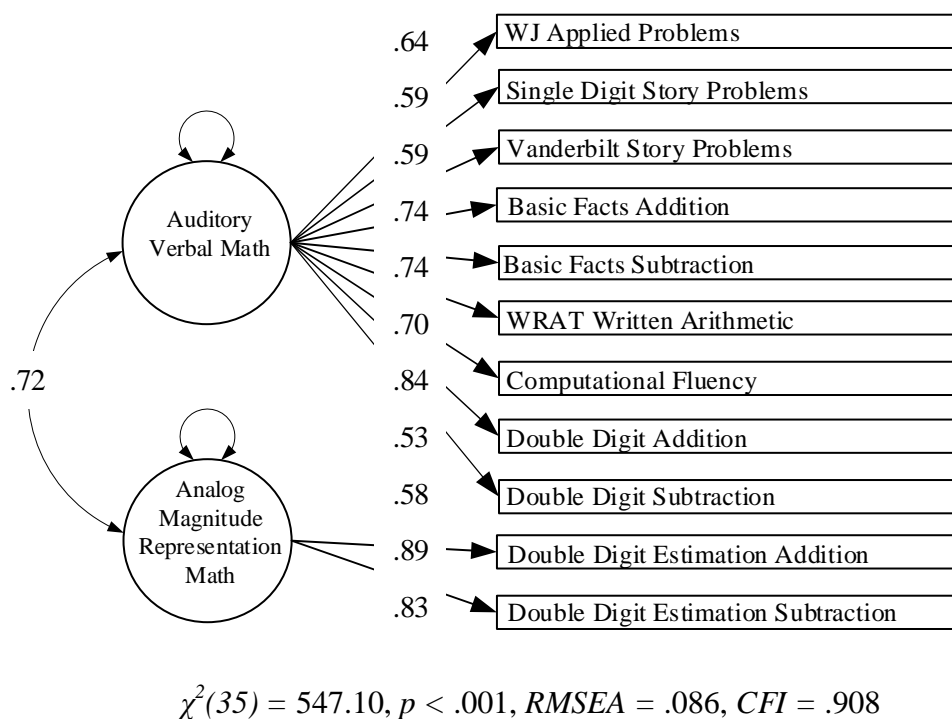 .64
WJ Applied Problems
.59
Single Digit Story Problems
.59
Vanderbilt Story Problems
.74
Basic Facts Addition
.74
Basic Facts Subtraction
.70
WRAT Written Arithmetic
.84
Computational Fluency
.53
Double Digit Addition
.58
Double Digit Subtraction
.89
Double Digit Estimation Addition
.83
Double Digit Estimation Subtraction
Auditory
Verbal Math
.72
Analog
Magnitude
Representation
Math
χ²(35) = 547.10, p < .001, RMSEA = .086, CFI = .908